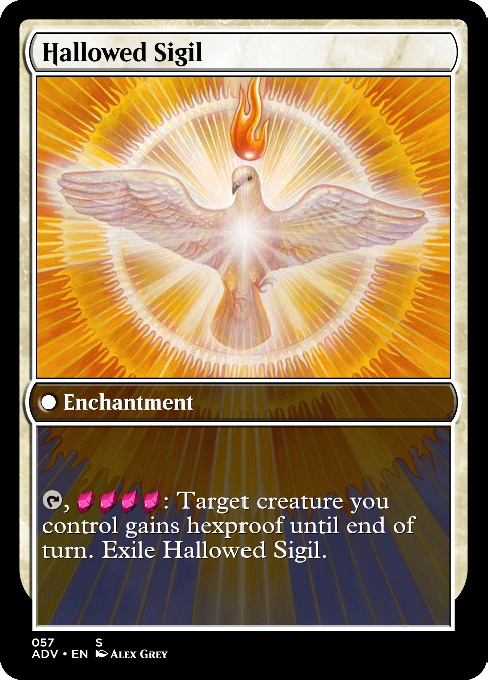 Hallowed Sigil
Enchantment
, : Target creature you
control gains hexproof until end of
turn. Exile Hallowed Sigil.
057 S
ADV • EN Alex Grey